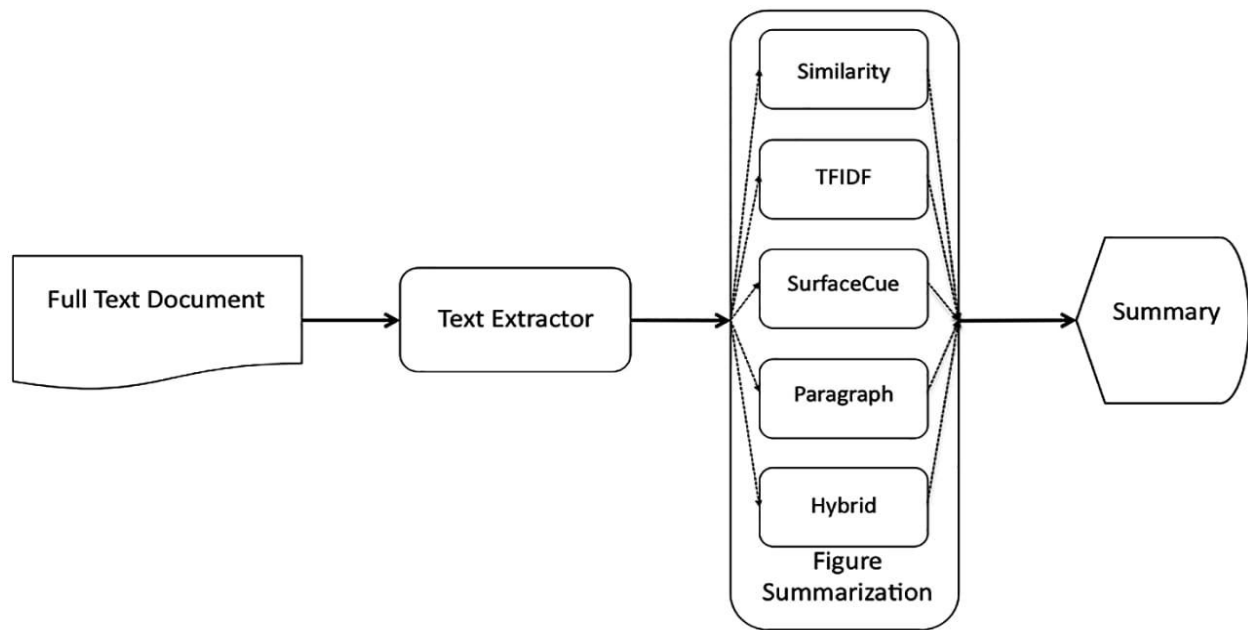 Full Text Document
Text Extractor
Similarity
TFIDF
SurfaceCue
Paragraph
Hybrid
Figure
Summarization
Summary